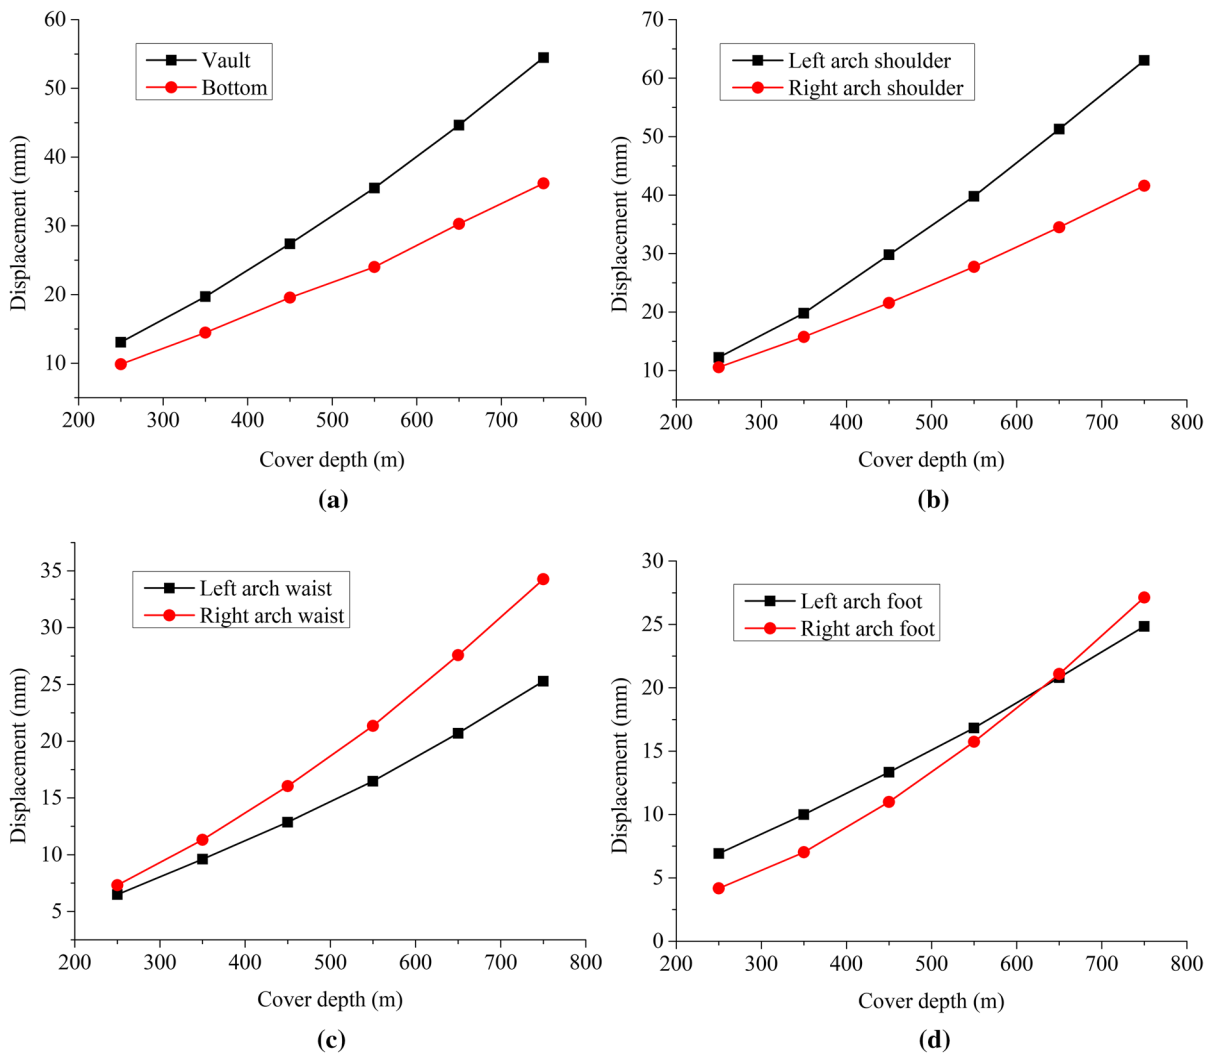 60
50
40
30
20
10
Displacement (mm)
Vault
Bottom
200 300 400 500 600 700 800
Cover depth (m)
(a)
70
60
50
40
30
20
10
Displacement (mm)
Left arch shoulder
Right arch shoulder
200 300 400 500 600 700 800
Cover depth (m)
(b)
35
30
25
20
15
10
5
Displacement (mm)
Left arch waist
Right arch waist
200 300 400 500 600 700 800
Cover depth (m)
(c)
30
25
20
15
10
5
0
Displacement (mm)
Left arch foot
Right arch foot
200 300 400 500 600 700 800
Cover depth (m)
(d)